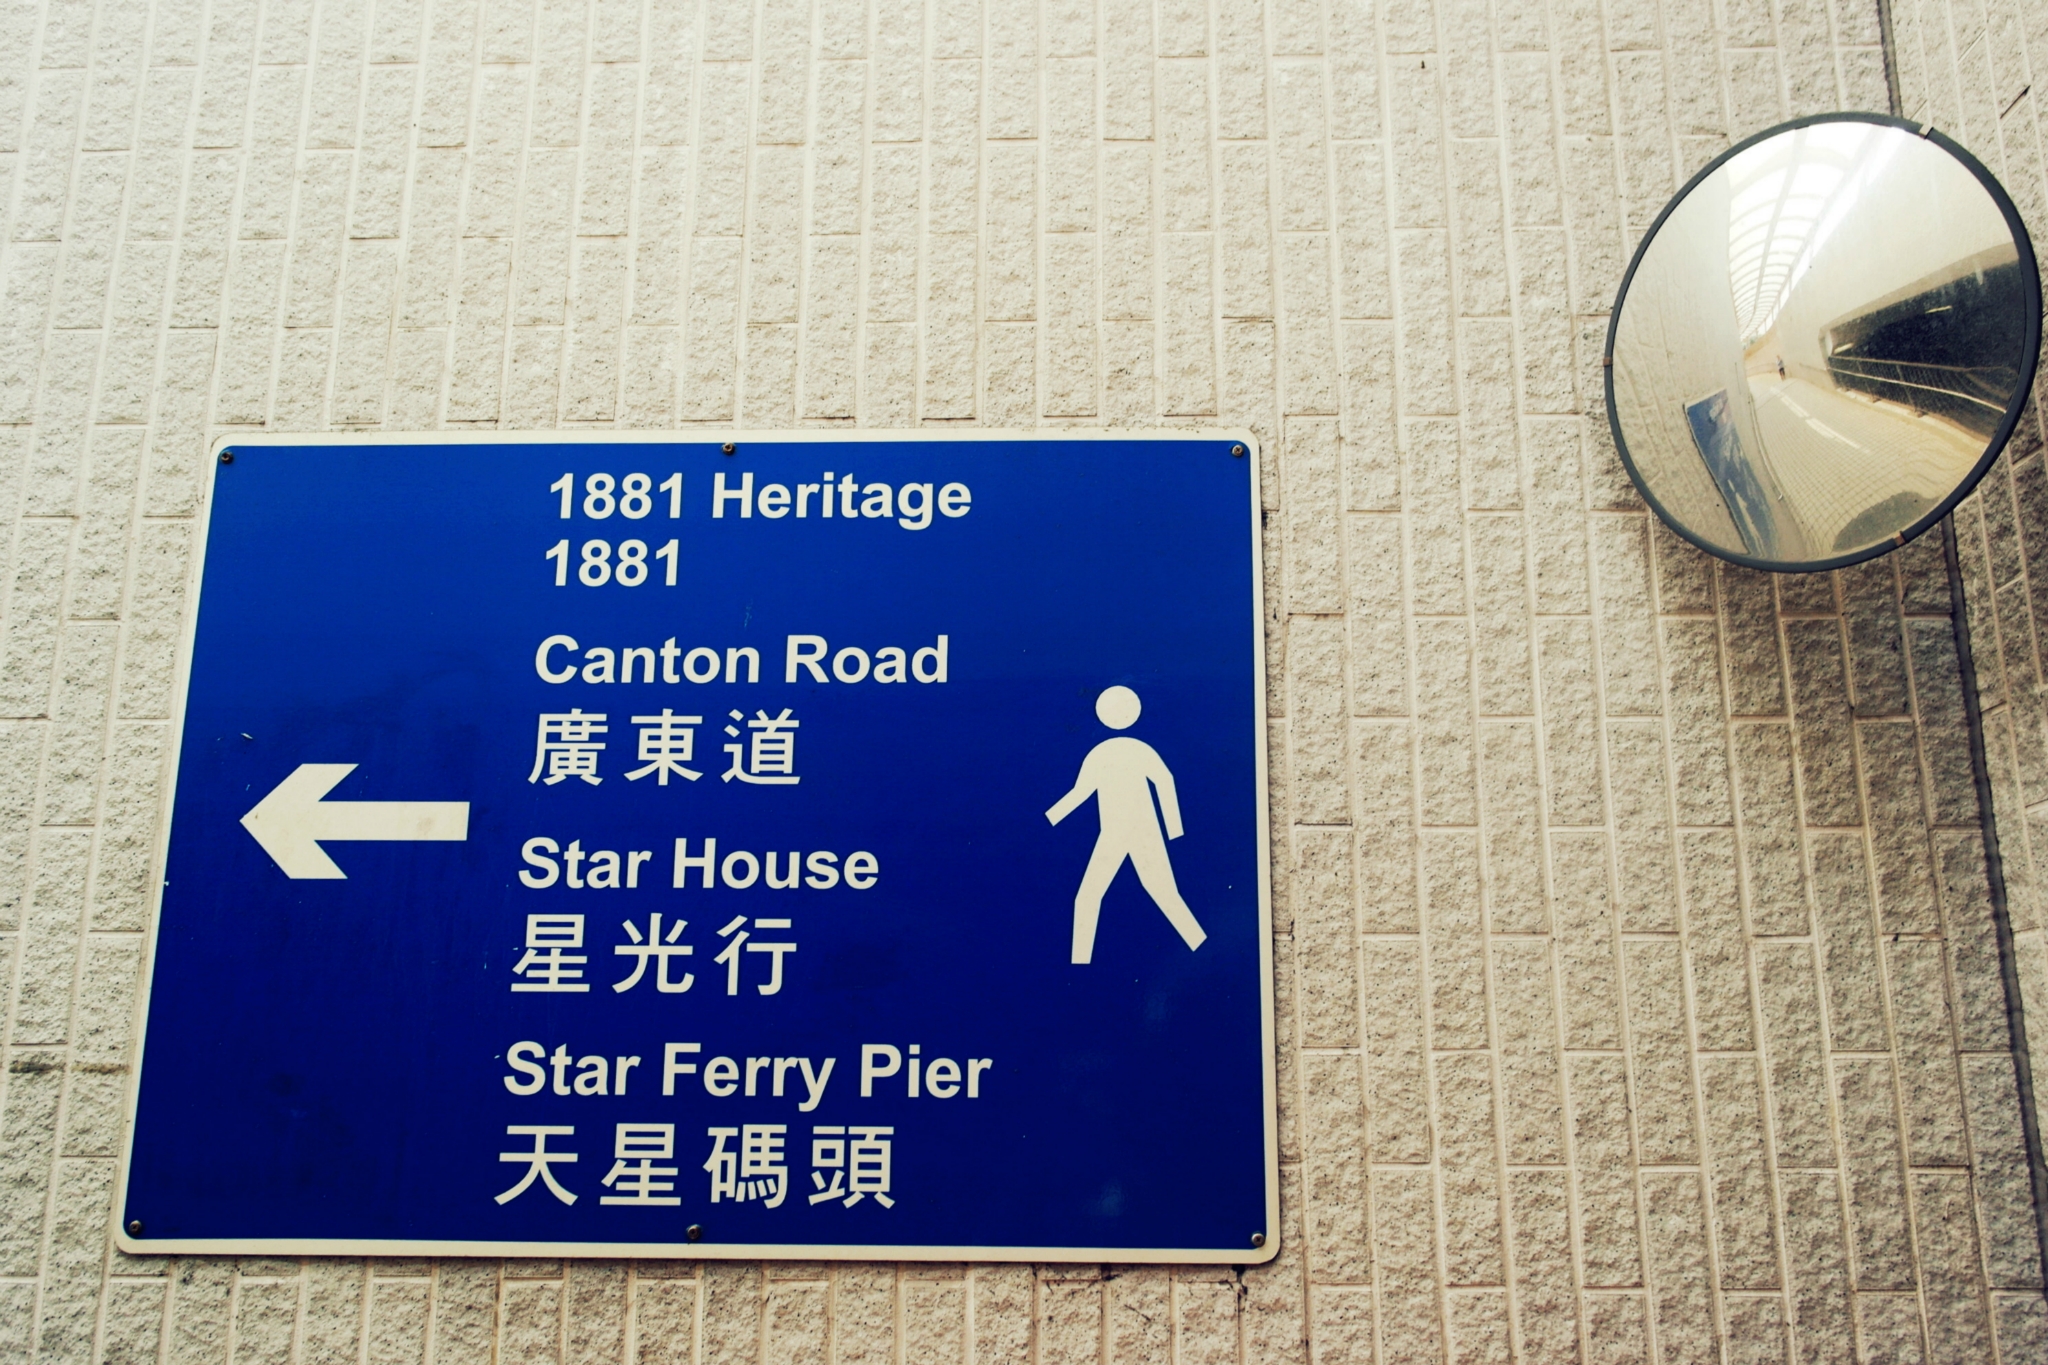 1881 Heritage
1881
Canton Road
廣東道
Star House
星光行
Star Ferry Pier
天星碼頭